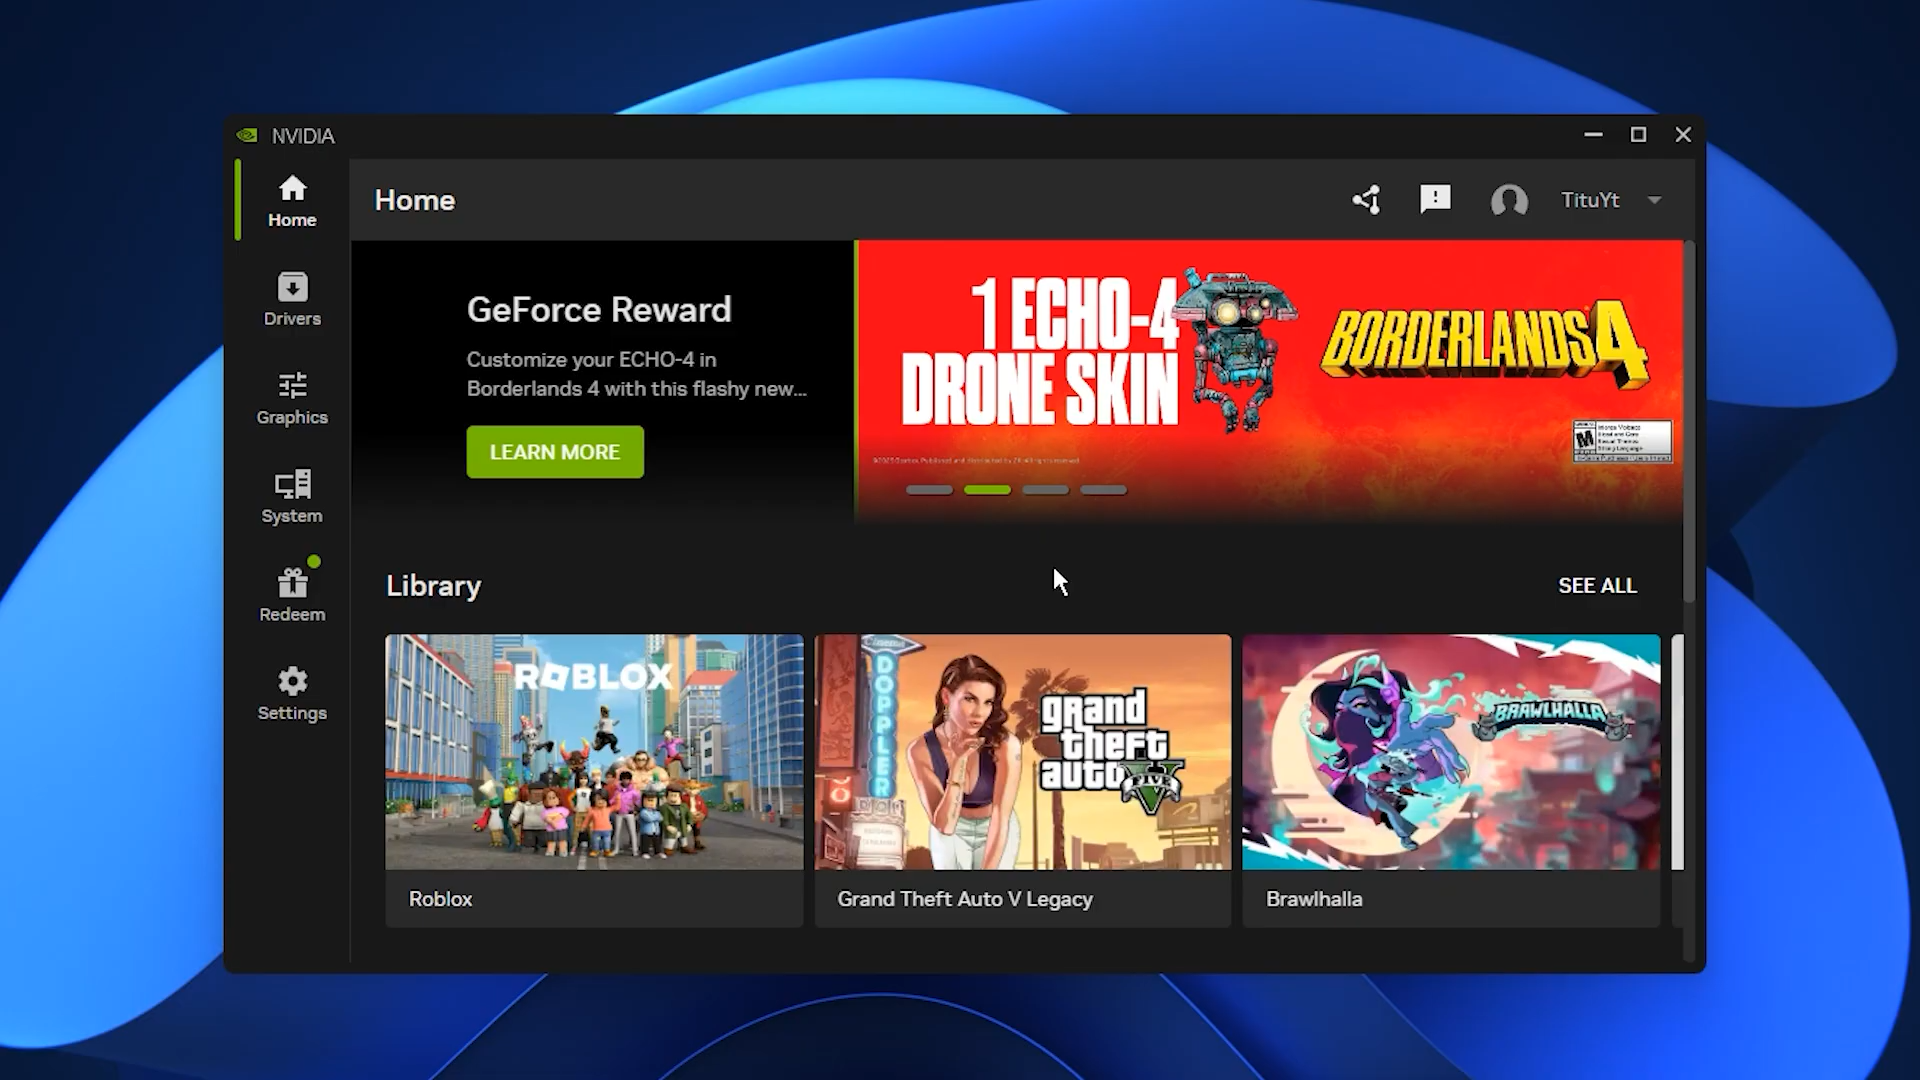 NVIDIA
Home
Drivers
Graphics
System
Redeem
Settings
Home
TituYt
GeForce Reward
Customize your ECHO-4 in
Borderlands 4 with this flashy new...
LEARN MORE
1 ECHO-4
DRONE SKIN
BORDERLANDS 4
M
Library
SEE ALL
ROBLOX
DOPPLER
grand
theft
auto
FIVE
BRAWLHALLA
Roblox
Grand Theft Auto V Legacy
Brawlhalla